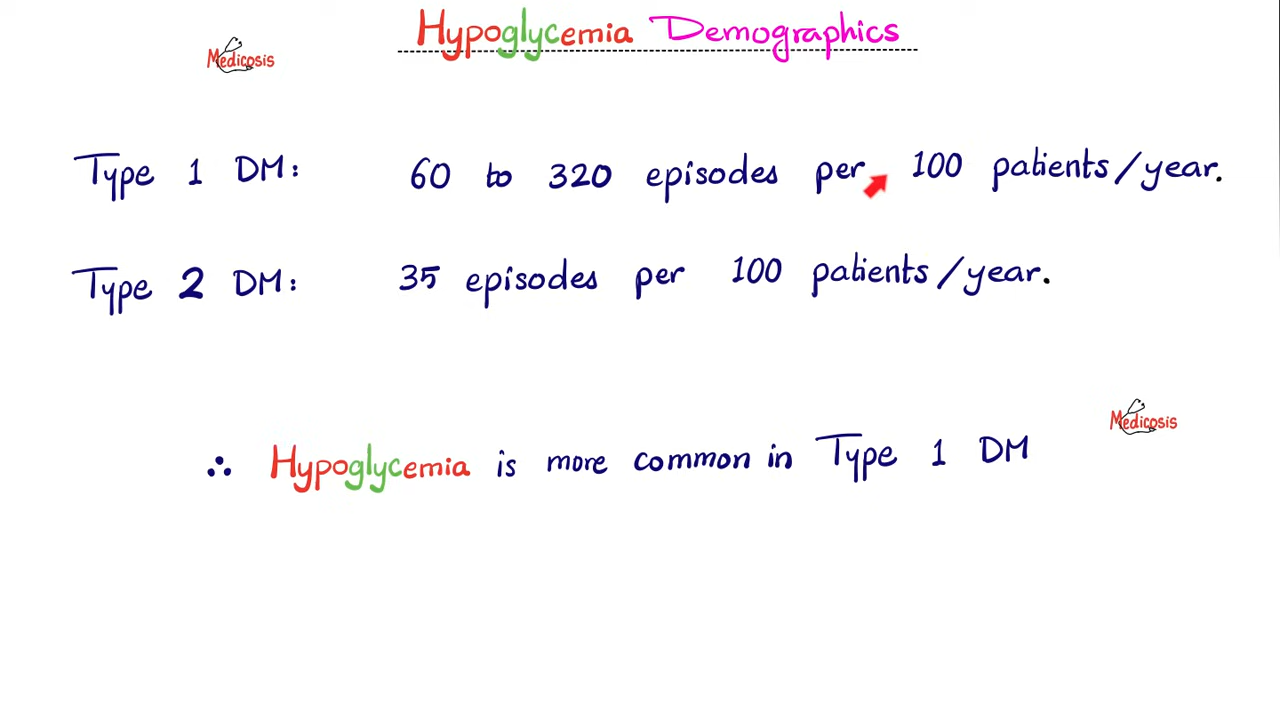 Hypoglycemia Demographics
Medicosis
Type 1 DM: 60 to 320 episodes per 100 patients/year.
Type 2 DM: 35 episodes per 100 patients/year.
Medicosis
∴ Hypoglycemia is more common in Type 1 DM